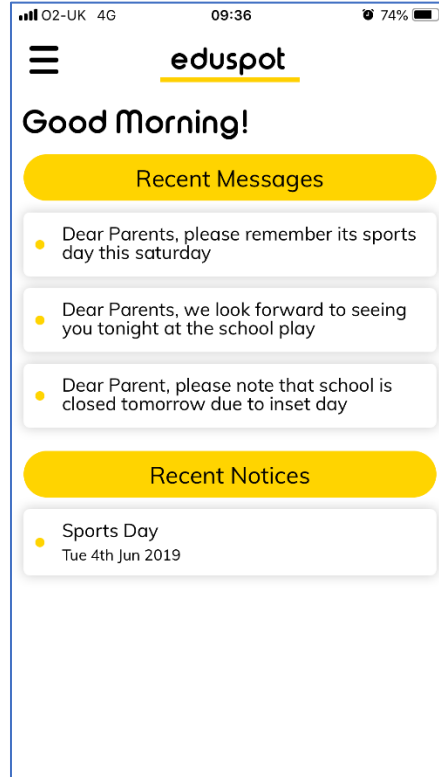 O2-UK 4G 09:36 74%
eduspot
Good Morning!
Recent Messages
Dear Parents, please remember its sports
day this saturday
Dear Parents, we look forward to seeing
you tonight at the school play
Dear Parent, please note that school is
closed tomorrow due to inset day
Recent Notices
Sports Day
Tue 4th Jun 2019